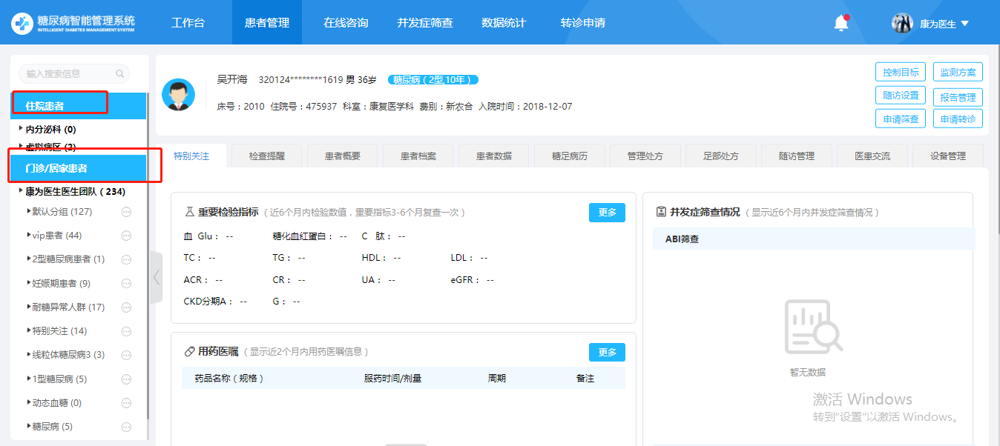 糖尿病智能管理系统
INTELLIGENT DIABETES MANAGEMENT SYSTEM
工作台 患者管理 在线咨询 并发症筛查 数据统计 转诊申请
康为医生
输入搜索信息
住院患者
内分泌科 (0)
虚拟病区 (2)
门诊/居家患者
康为医生医生团队 ( 234)
默认分组 (127)
vip患者 (44)
2型糖尿病患者 (1)
妊娠期患者 (9)
耐糖异常人群 (17)
特别关注 (14)
线粒体糖尿病3 (3)
1型糖尿病 (5)
动态血糖 (0)
糖尿病 (5)
吴开海 320124********1619 男 36岁 糖尿病（2型,10年）
床号：2010 住院号：475937 科室：康复医学科 费别：新农合 入院时间：2018-12-07
控制目标 监测方案
随访设置 报告管理
申请筛查 申请转诊
特别关注 检查提醒 患者概要 患者档案 患者数据 糖足病历 管理处方 足部处方 随访管理 医患交流 设备管理
重要检验指标（近6个月内检验数值，重要指标3-6个月复查一次） 更多
血 Glu： -- 糖化血红蛋白： -- C 肽： --
TC： -- TG： -- HDL： -- LDL： --
ACR： -- CR： -- UA： -- eGFR： --
CKD分期A： -- G： --
用药医嘱（显示近2个月内用药医嘱信息） 更多
药品名称（规格） 服药时间/剂量 周期 备注
并发症筛查情况（显示近6个月内并发症筛查情况）
ABI筛查
暂无数据
激活 Windows
转到"设置"以激活 Windows。